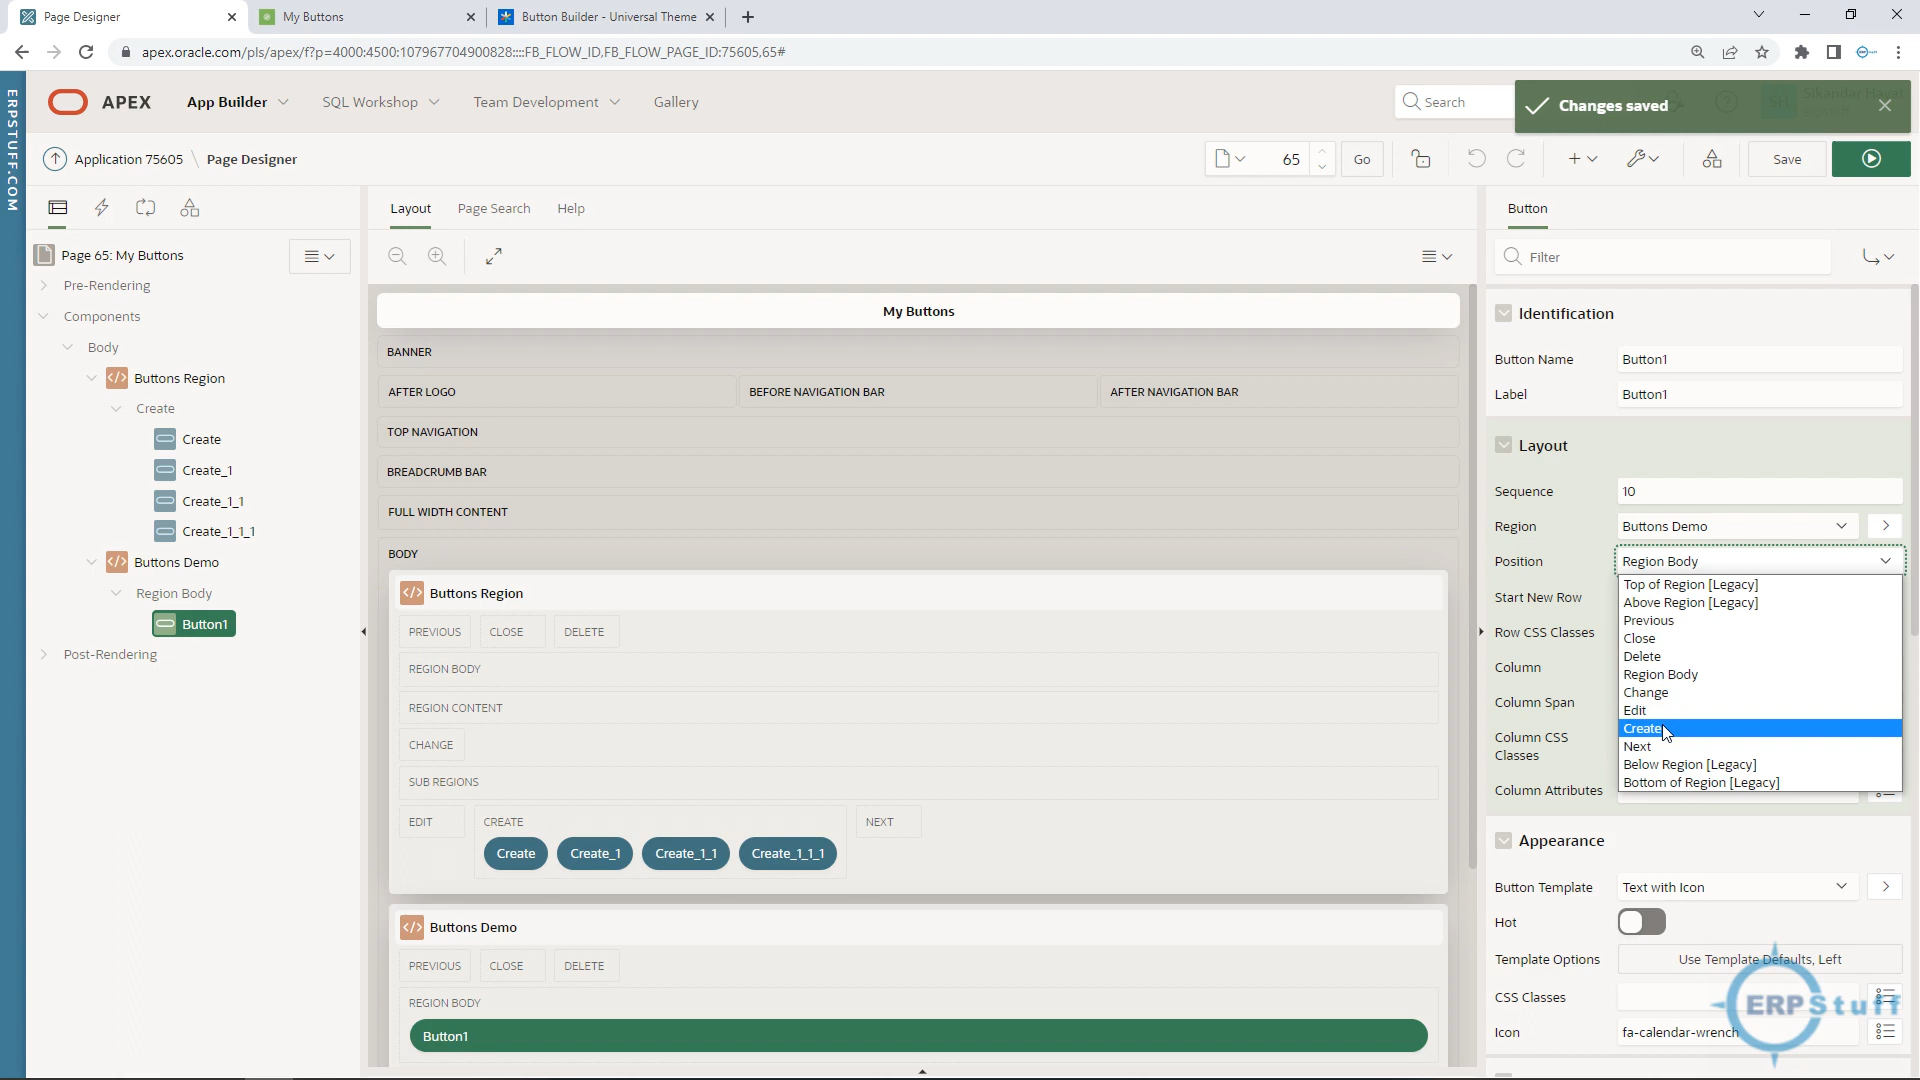 Page Designer
My Buttons
Button Builder - Universal Theme
apex.oracle.com/pls/apex/f?p=4000:4500:107967704900828::::FB_FLOW_ID,FB_FLOW_PAGE_ID:75605,65#
ERPSTUFF.COM
APEX
App Builder
SQL Workshop
Team Development
Gallery
Search
Changes saved
Application 75605 \ Page Designer
65
Go
Save
Layout
Page Search
Help
Button
Page 65: My Buttons
Pre-Rendering
Components
Body
Buttons Region
Create
Create
Create_1
Create_1_1
Create_1_1_1
Buttons Demo
Region Body
Button1
Post-Rendering
My Buttons
BANNER
AFTER LOGO
BEFORE NAVIGATION BAR
AFTER NAVIGATION BAR
TOP NAVIGATION
BREADCRUMB BAR
FULL WIDTH CONTENT
BODY
Buttons Region
PREVIOUS
CLOSE
DELETE
REGION BODY
REGION CONTENT
CHANGE
SUB REGIONS
EDIT
CREATE
NEXT
Create
Create_1
Create_1_1
Create_1_1_1
Buttons Demo
PREVIOUS
CLOSE
DELETE
REGION BODY
Button1
Filter
Identification
Button Name
Button1
Label
Button1
Layout
Sequence
10
Region
Buttons Demo
Position
Region Body
Top of Region [Legacy]
Above Region [Legacy]
Previous
Close
Delete
Region Body
Change
Edit
Create
Next
Below Region [Legacy]
Bottom of Region [Legacy]
Start New Row
Row CSS Classes
Column
Column Span
Column CSS
Classes
Column Attributes
Appearance
Button Template
Text with Icon
Hot
Template Options
Use Template Defaults, Left
CSS Classes
Icon
fa-calendar-wrench
ERPStuff